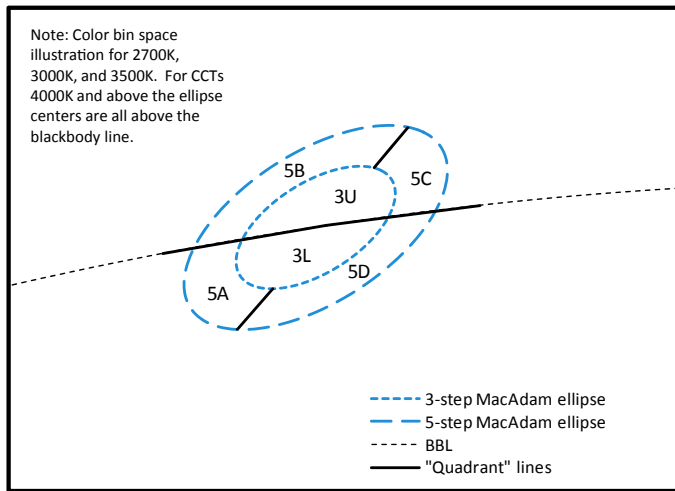 Note: Color bin space
illustration for 2700K,
3000K, and 3500K. For CCTs
4000K and above the ellipse
centers are all above the
blackbody line.
5B
5C
3U
3L
5D
5A
3-step MacAdam ellipse
5-step MacAdam ellipse
BBL
"Quadrant" lines